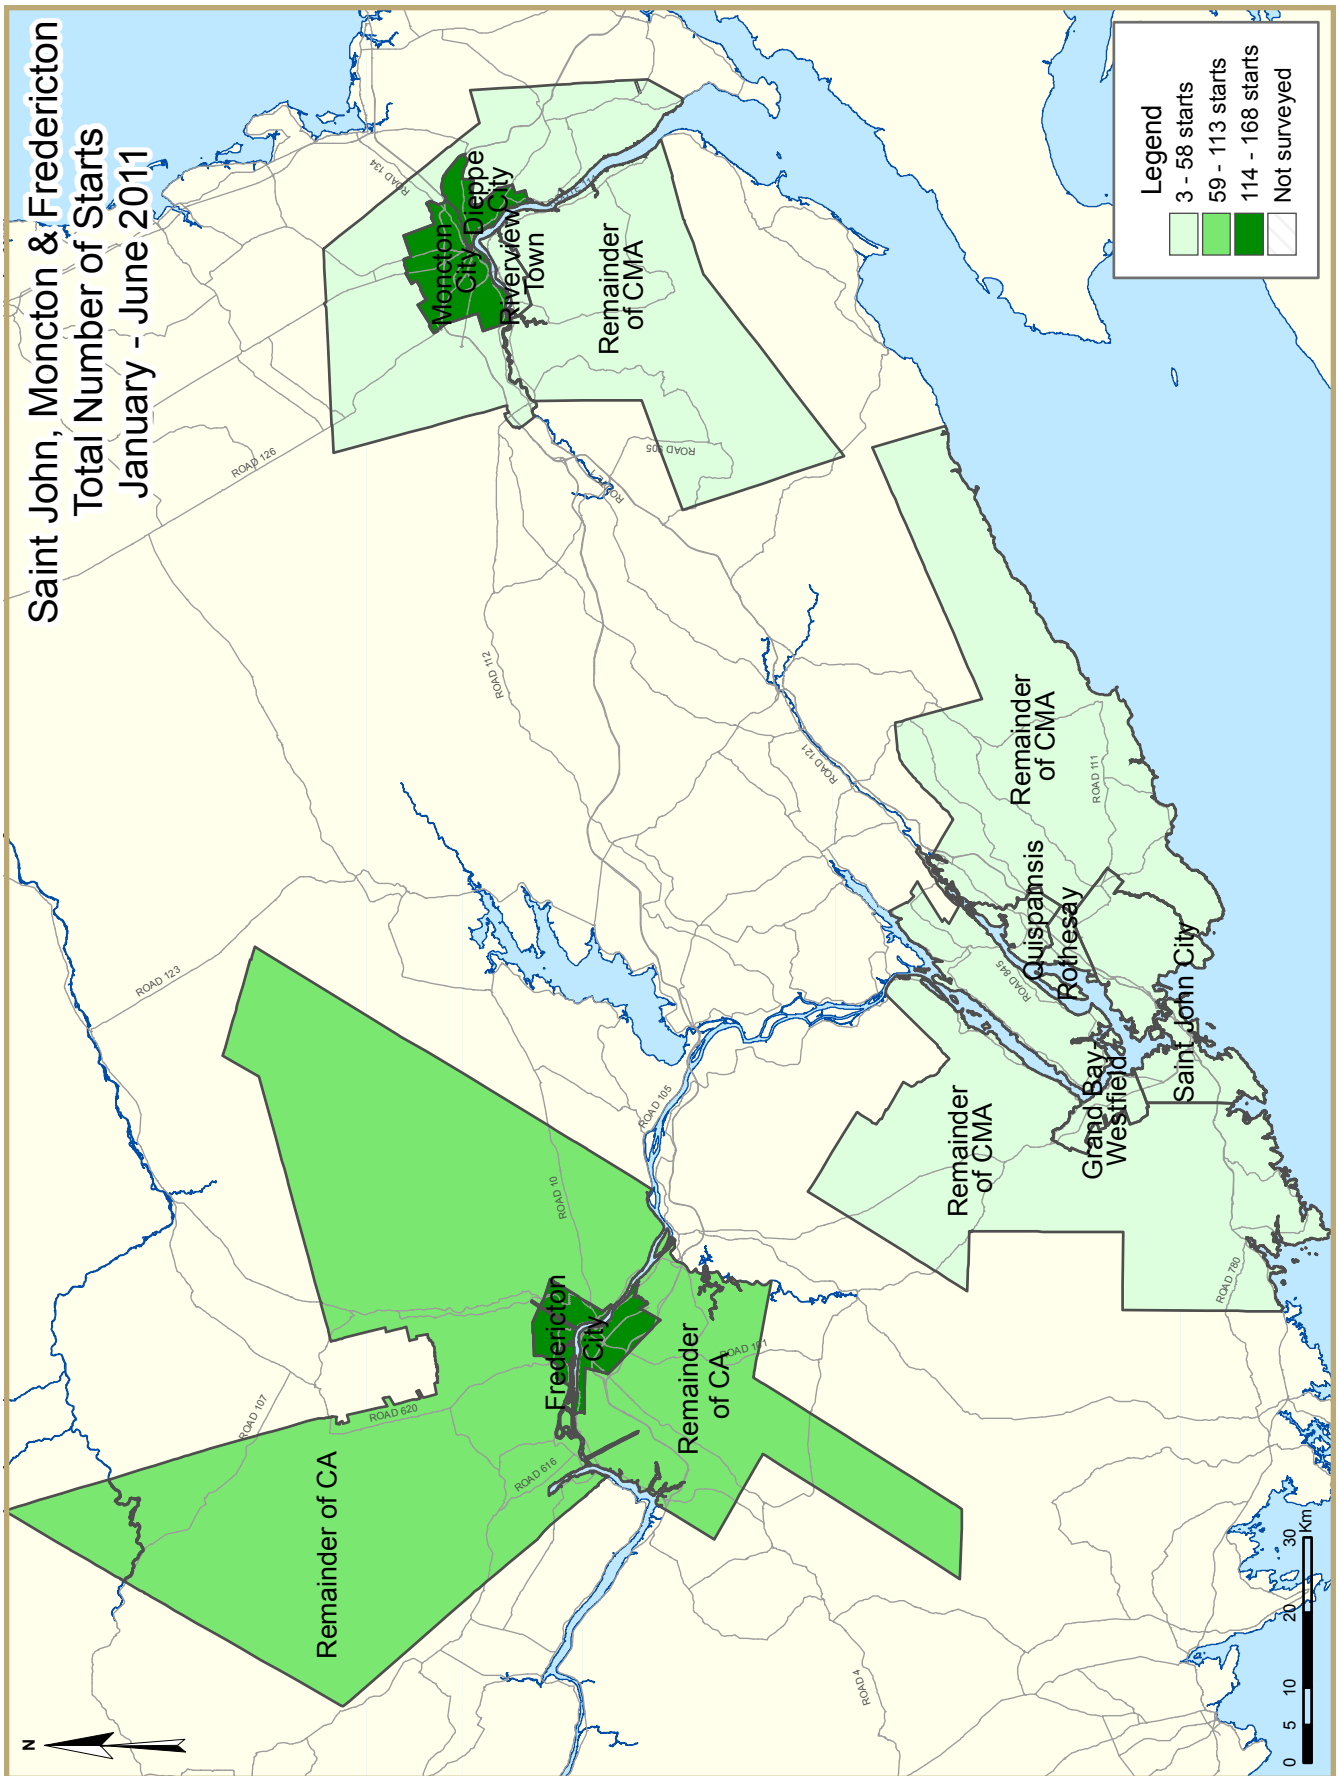 Saint John, Moncton & Fredericton
Total Number of Starts
January - June 2011
N
ROAD 134
ROAD 126
Moncton
City
Dieppe
City
Riverview
Town
Remainder
of CMA
ROAD 905
ROAD 112
ROAD 121
ROAD 123
ROAD 107
ROAD 620
ROAD 616
ROAD 10
ROAD 105
Remainder of CA
Fredericton
City
Remainder
of CA
ROAD 101
Remainder
of CMA
ROAD 111
Quispamsis
Rothesay
ROAD 845
Saint John City
Grand Bay-
Westfield
Remainder
of CMA
ROAD 780
ROAD 4
Legend
3 - 58 starts
59 - 113 starts
114 - 168 starts
Not surveyed
0 5 10 20 30
Km